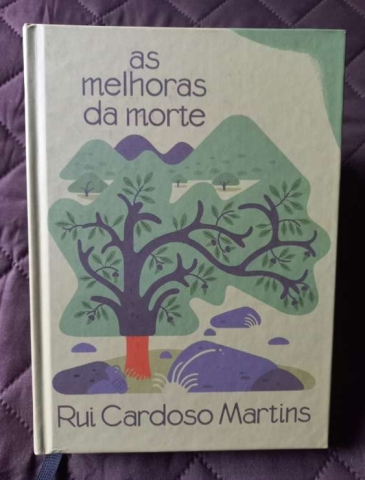 as
melhoras
da morte
Rui Cardoso Martins